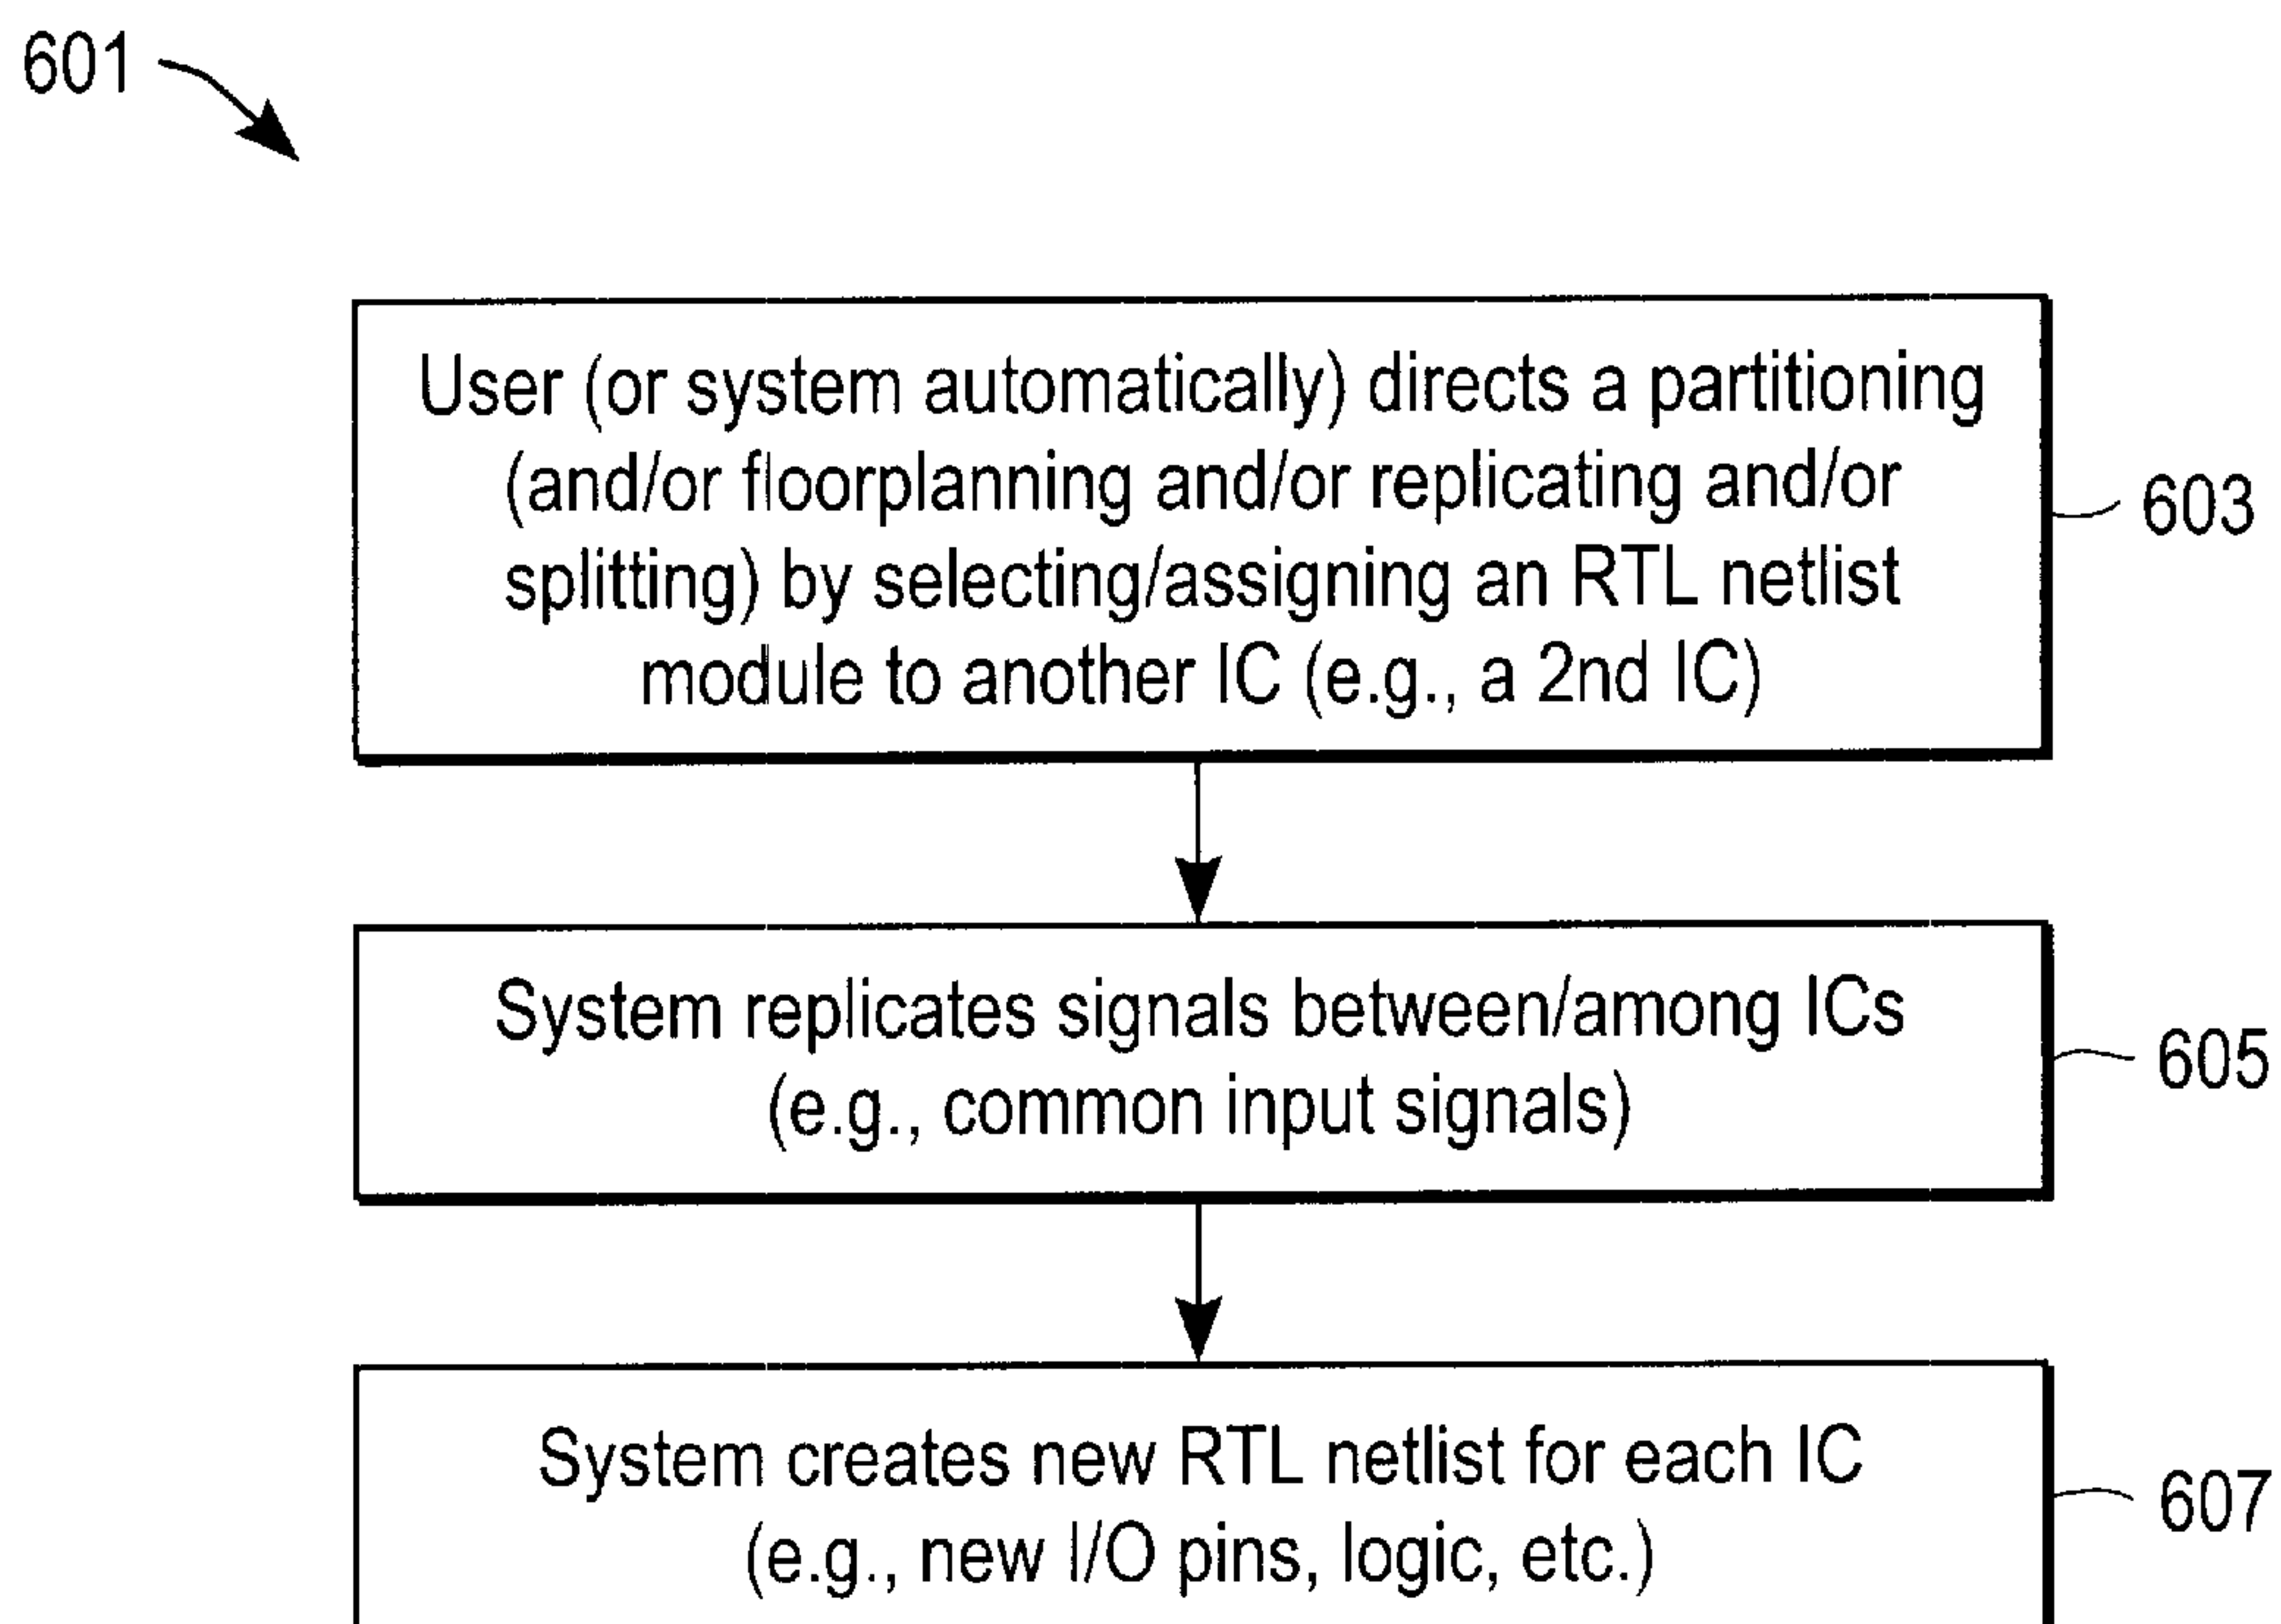 601
User (or system automatically) directs a partitioning
(and/or floorplanning and/or replicating and/or
splitting) by selecting/assigning an RTL netlist
module to another IC (e.g., a 2nd IC)
603
System replicates signals between/among ICs
(e.g., common input signals)
605
System creates new RTL netlist for each IC
(e.g., new I/O pins, logic, etc.)
607